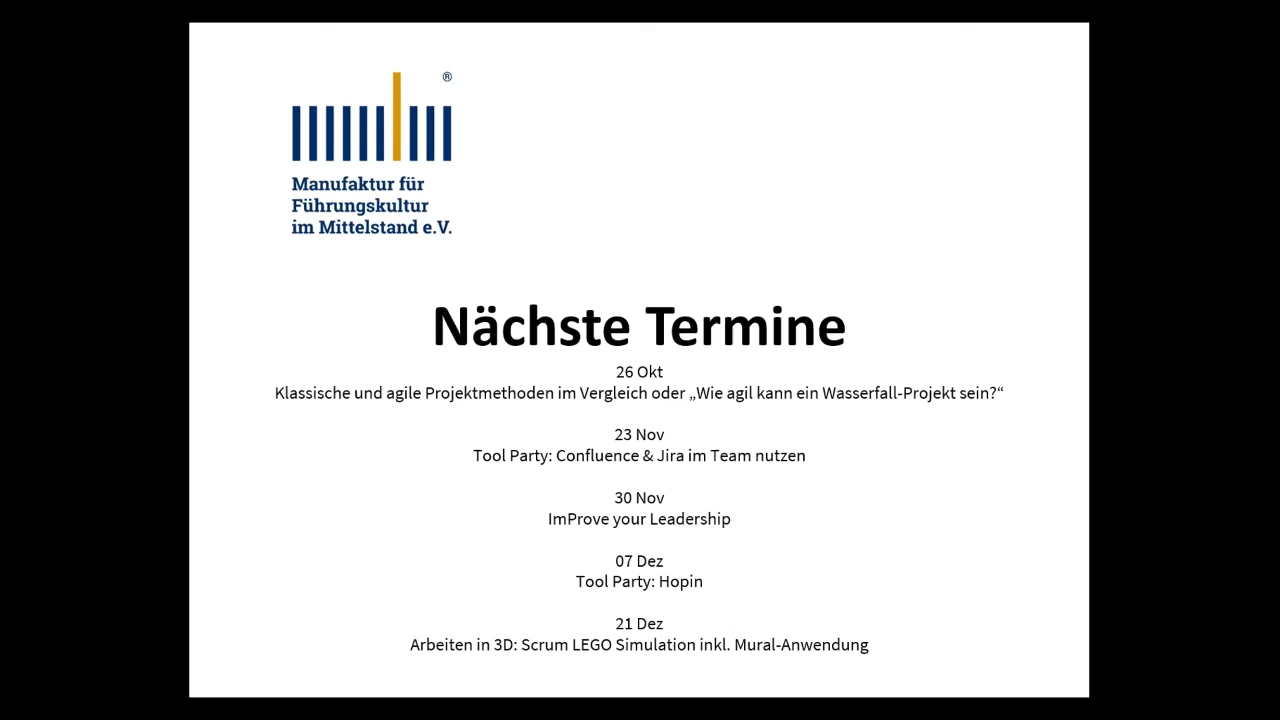 ®
Manufaktur für
Führungskultur
im Mittelstand e.V.
Nächste Termine
26 Okt
Klassische und agile Projektmethoden im Vergleich oder „Wie agil kann ein Wasserfall-Projekt sein?“
23 Nov
Tool Party: Confluence & Jira im Team nutzen
30 Nov
ImProve your Leadership
07 Dez
Tool Party: Hopin
21 Dez
Arbeiten in 3D: Scrum LEGO Simulation inkl. Mural-Anwendung